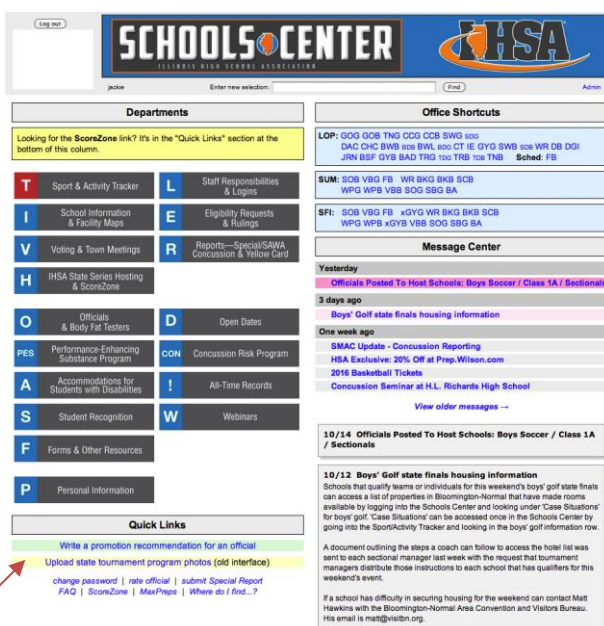 Log out
SCHOOLS CENTER
ILLINOIS HIGH SCHOOL ASSOCIATION
IHSA
jackie
Enter new selection:
Find
Admin
Departments
Looking for the ScoreZone link? It's in the "Quick Links" section at the
bottom of this column.
T Sport & Activity Tracker
L Staff Responsibilities
& Logins
I School Information
& Facility Maps
E Eligibility Requests
& Rulings
V Voting & Town Meetings
R Reports—Special/SAWA
Concussion & Yellow Card
H IHSA State Series Hosting
& ScoreZone
O Officials
& Body Fat Testers
D Open Dates
PES Performance-Enhancing
Substance Program
CON Concussion Risk Program
A Accommodations for
Students with Disabilities
! All-Time Records
S Student Recognition
W Webinars
F Forms & Other Resources
P Personal Information
Quick Links
Write a promotion recommendation for an official
Upload state tournament program photos (old interface)
change password | rate official | submit Special Report
FAQ | ScoreZone | MaxPreps | Where do I find...?
Office Shortcuts
LOP: GOG GOB TNG CCG CCB SWG SDG
DAC CHC BWB BDB BWL BDG CT IE GYG SWB SDB WR DB DGI
JRN BSF GYB BAD TRG TDG TRB TDB TNB Sched: FB
SUM: SOB VBG FB WR BKG BKB SCB
WPG WPB VBB SOG SBG BA
SFI: SOB VBG FB xGYG WR BKG BKB SCB
WPG WPB xGYB VBB SOG SBG BA
Message Center
Yesterday
Officials Posted To Host Schools: Boys Soccer / Class 1A / Sectionals
3 days ago
Boys' Golf state finals housing information
One week ago
SMAC Update - Concussion Reporting
HSA Exclusive: 20% Off at Prep.Wilson.com
2016 Basketball Tickets
Concussion Seminar at H.L. Richards High School
View older messages →
10/14 Officials Posted To Host Schools: Boys Soccer / Class 1A
/ Sectionals
10/12 Boys' Golf state finals housing information
Schools that qualify teams or individuals for this weekend's boys' golf state finals
can access a list of properties in Bloomington-Normal that have made rooms
available by logging into the Schools Center and looking under 'Case Situations'
for boys' golf. 'Case Situations' can be accessed once in the Schools Center by
going into the Sport/Activity Tracker and looking in the boys' golf information row.
A document outlining the steps a coach can follow to access the hotel list was
sent to each sectional manager last week with the request that tournament
managers distribute those instructions to each school that has qualifiers for this
weekend's event.
If a school has difficulty in securing housing for the weekend can contact Matt
Hawkins with the Bloomington-Normal Area Convention and Visitors Bureau.
His email is matt@visitbn.org.